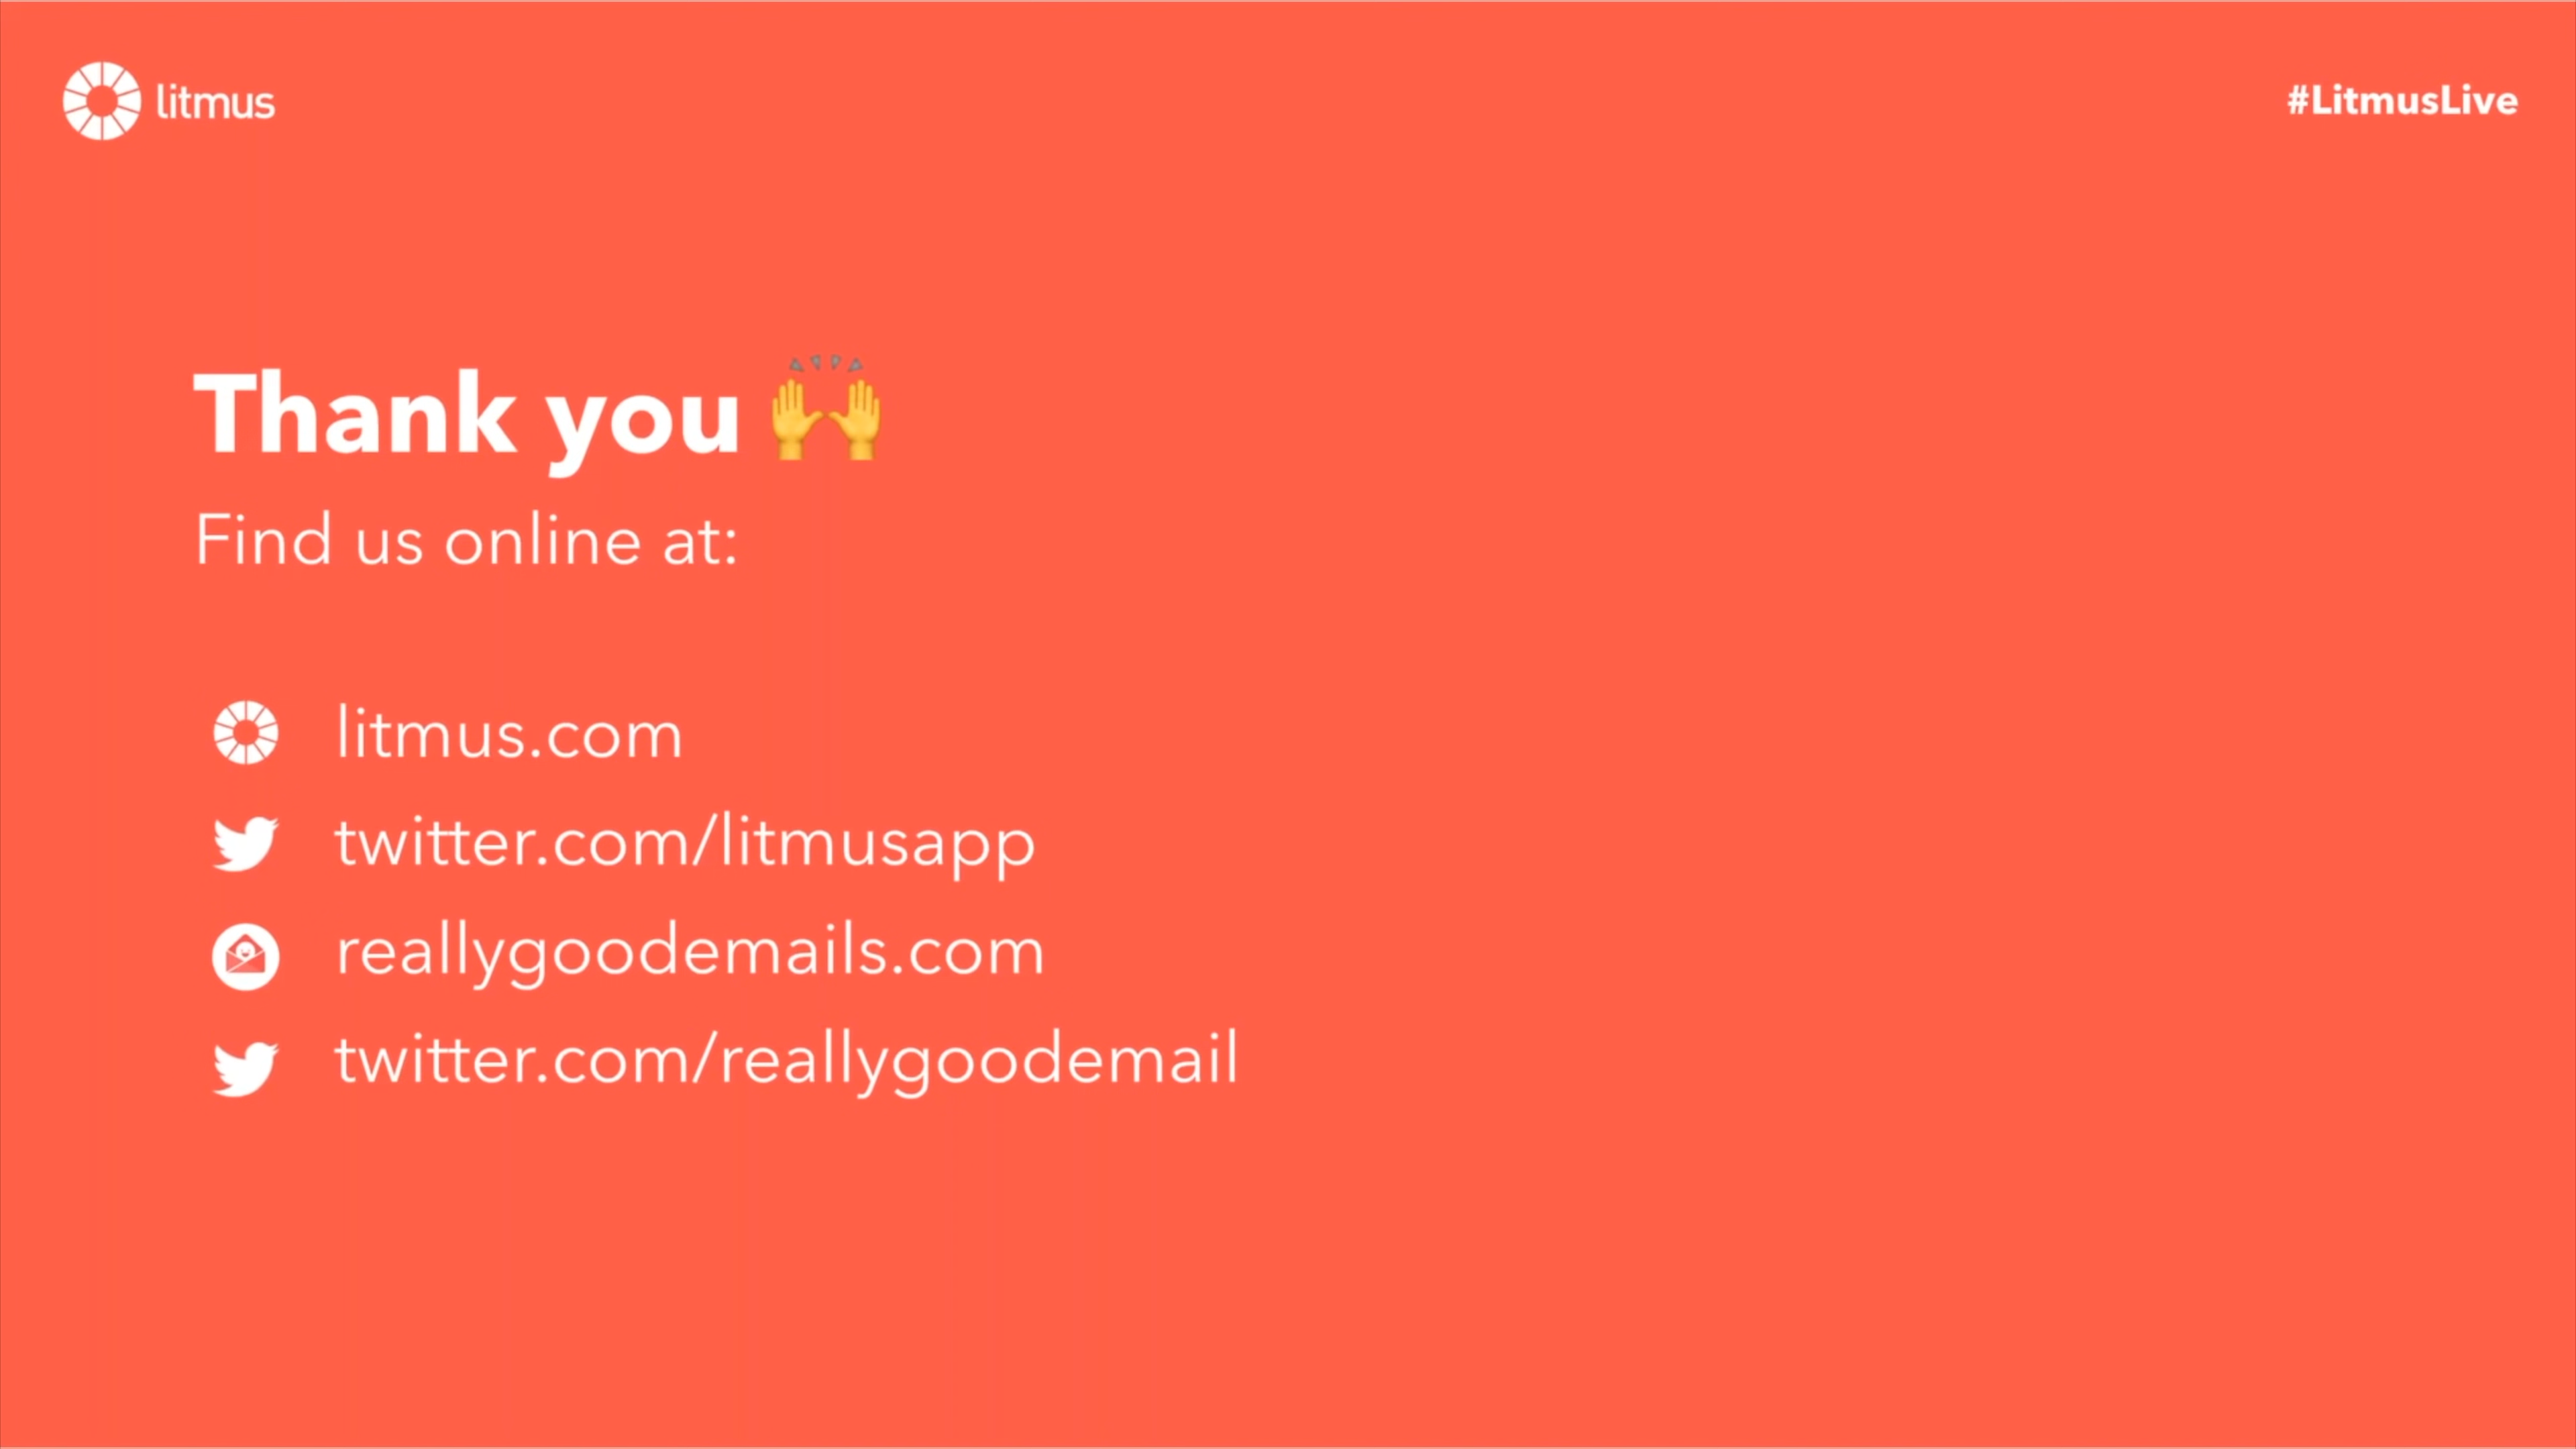 litmus
#LitmusLive
Thank you 🙌
Find us online at:
litmus.com
twitter.com/litmusapp
reallygoodemails.com
twitter.com/reallygoodemail